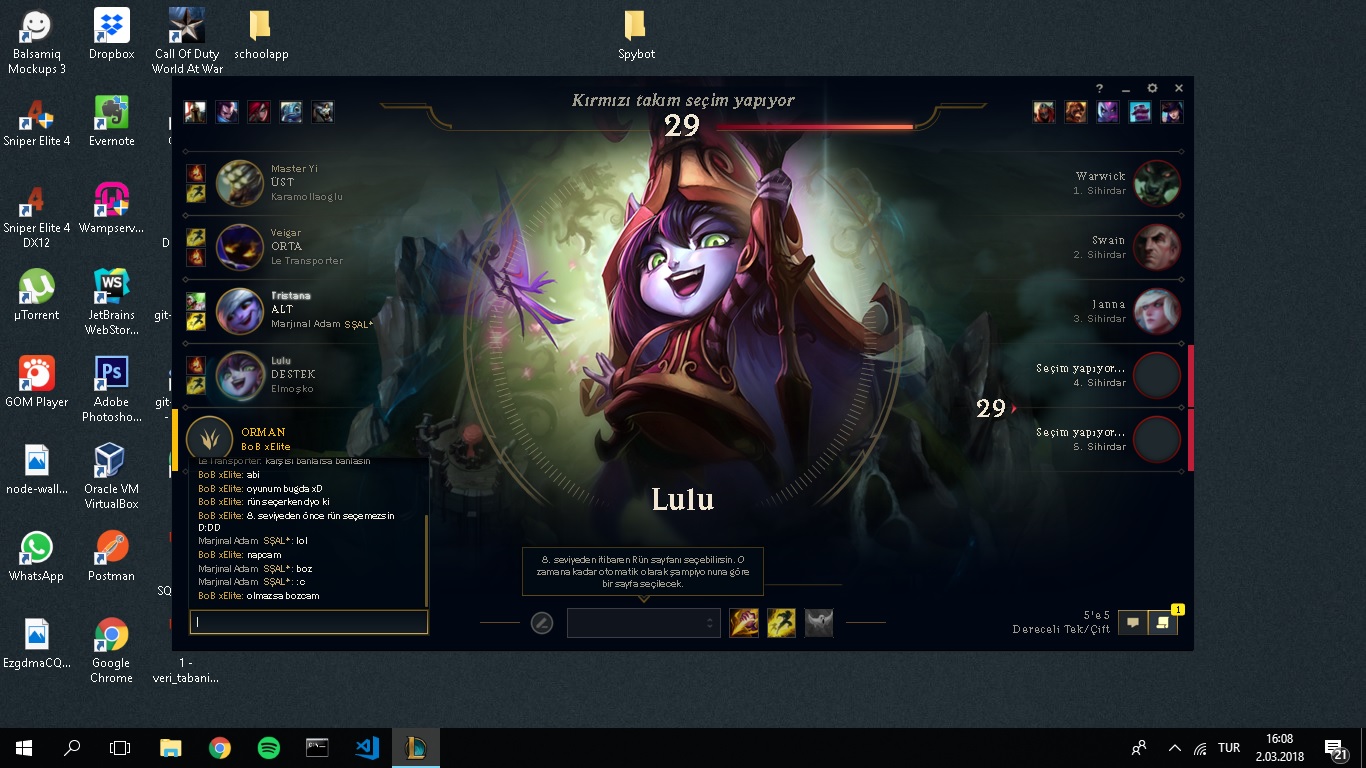 Balsamiq
Mockups 3
Dropbox
Call Of Duty
World At War
schoolapp
Spybot
Sniper Elite 4
Evernote
Sniper Elite 4
DX12
Wampserv...
µTorrent
JetBrains
WebStor...
git-
GOM Player
Ps
Adobe
Photosho...
git-
node-wall...
Oracle VM
VirtualBox
WhatsApp
Postman
SQ
EzgdmaCQ...
Google
Chrome
1 -
veri_tabani...
Kırmızı takım seçim yapıyor
29
Master Yi
ÜST
Karamollaoglu
Veigar
ORTA
Le Transporter
Tristana
ALT
Marjinal Adam SŞAL*
Lulu
DESTEK
Elmoşko
ORMAN
BoB xElite
Warwick
1. Sihirdar
Swain
2. Sihirdar
Janna
3. Sihirdar
Seçim yapıyor...
4. Sihirdar
29
Seçim yapıyor...
5. Sihirdar
Le Transporter: karşısı banlarsa banlasın
BoB xElite: abi
BoB xElite: oyunum bugda xD
BoB xElite: rün seçerken dyo ki
BoB xElite: 8. seviyeden önce rün seçemezsin
D:DD
Marjinal Adam SŞAL*: lol
BoB xElite: napcam
Marjinal Adam SŞAL*: boz
Marjinal Adam SŞAL*: :c
BoB xElite: olmazsa bozcam
Lulu
8. seviyeden itibaren Rün sayfanı seçebilirsin. O
zamana kadar otomatik olarak şampiyonuna göre
bir sayfa seçilecek.
5'e 5
Dereceli Tek/Çift
1
TUR
16:08
2.03.2018
21